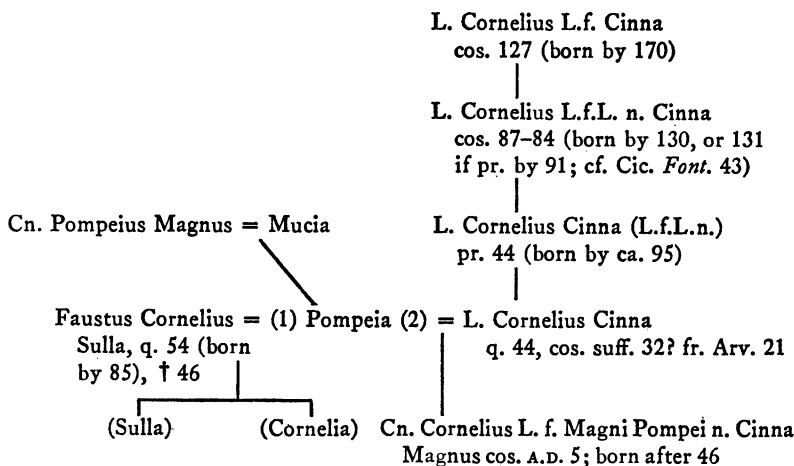 L. Cornelius L.f. Cinna
cos. 127 (born by 170)
L. Cornelius L.f.L. n. Cinna
cos. 87–84 (born by 130, or 131
if pr. by 91; cf. Cic. Font. 43)
Cn. Pompeius Magnus = Mucia
L. Cornelius Cinna (L.f.L.n.)
pr. 44 (born by ca. 95)
Faustus Cornelius = (1) Pompeia (2) = L. Cornelius Cinna
Sulla, q. 54 (born
by 85), † 46
q. 44, cos. suff. 32? fr. Arv. 21
(Sulla) (Cornelia)
Cn. Cornelius L. f. Magni Pompei n. Cinna
Magnus cos. A.D. 5; born after 46